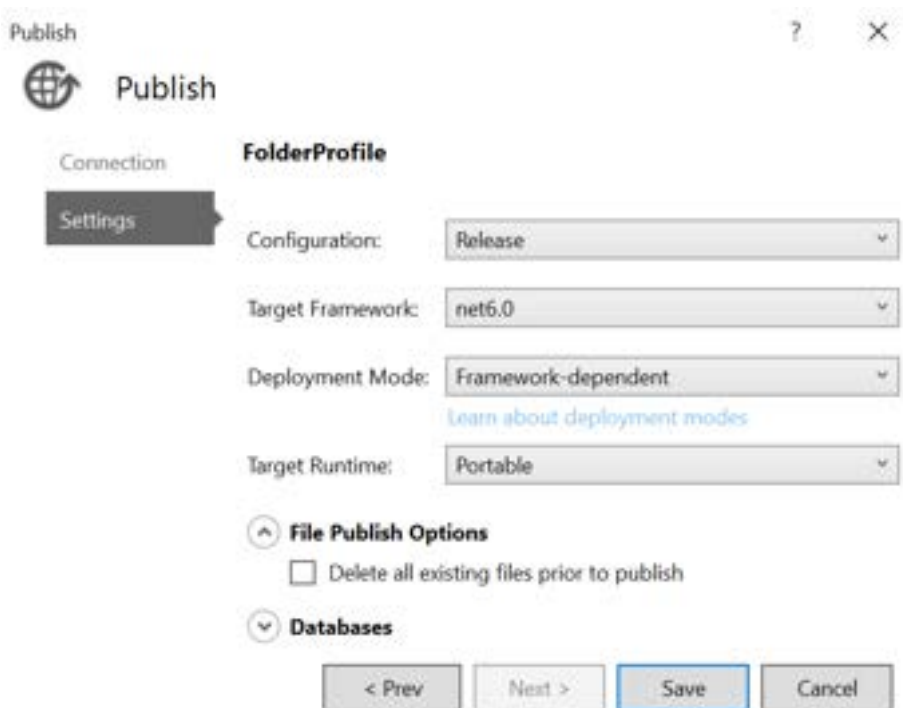 Publish ?
Publish
Connection
Settings
FolderProfile
Configuration: Release
Target Framework: net6.0
Deployment Mode: Framework-dependent
Learn about deployment modes
Target Runtime: Portable
File Publish Options
Delete all existing files prior to publish
Databases
< Prev Next > Save Cancel